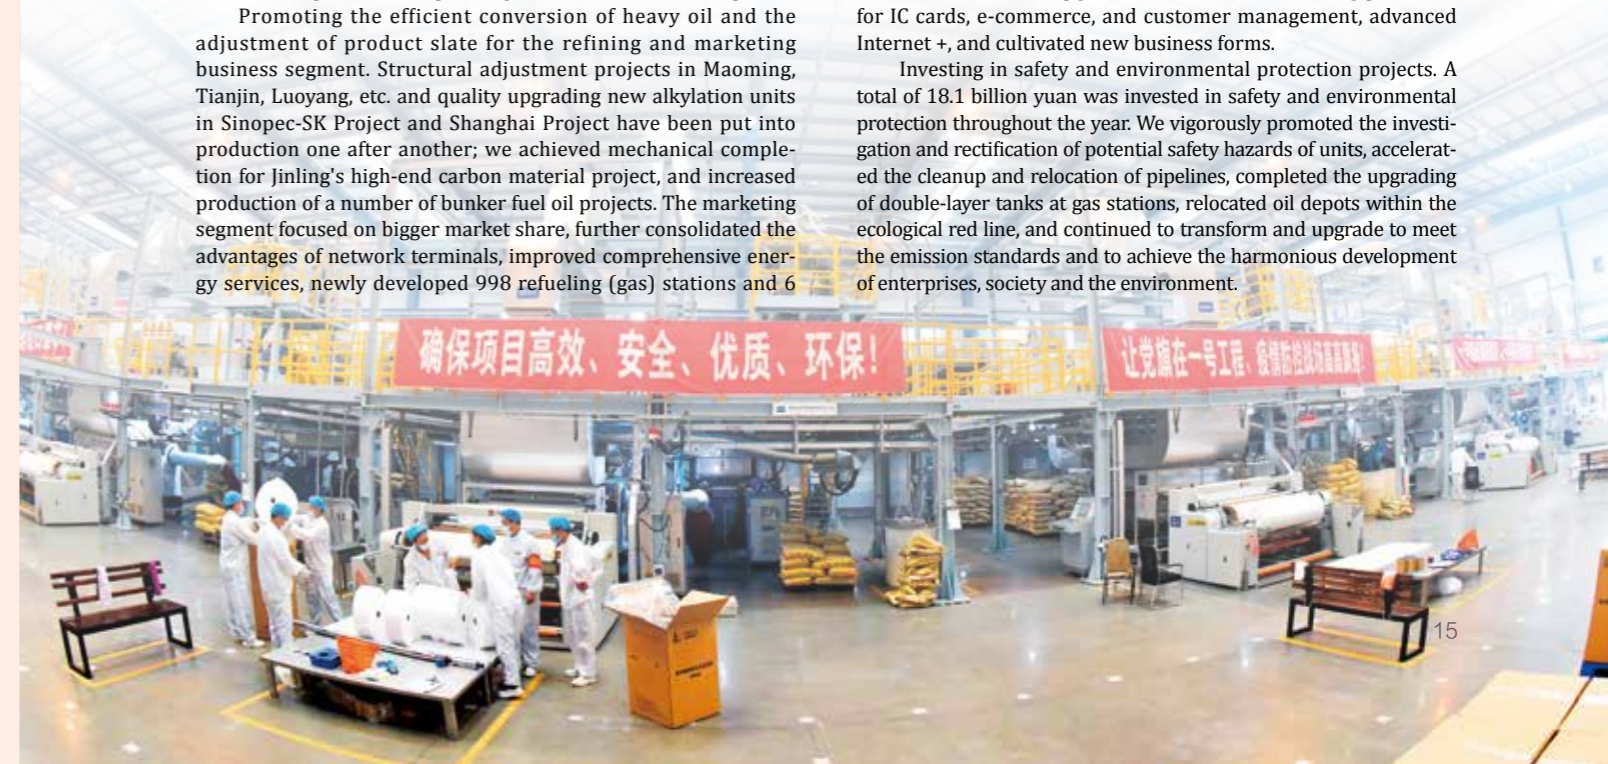 Promoting the efficient conversion of heavy oil and the
adjustment of product slate for the refining and marketing
business segment. Structural adjustment projects in Maoming,
Tianjin, Luoyang, etc. and quality upgrading new alkylation units
in Sinopec-SK Project and Shanghai Project have been put into
production one after another; we achieved mechanical comple-
tion for Jinling's high-end carbon material project, and increased
production of a number of bunker fuel oil projects. The marketing
segment focused on bigger market share, further consolidated the
advantages of network terminals, improved comprehensive ener-
gy services, newly developed 998 refueling (gas) stations and 6
for IC cards, e-commerce, and customer management, advanced
Internet +, and cultivated new business forms.
Investing in safety and environmental protection projects. A
total of 18.1 billion yuan was invested in safety and environmental
protection throughout the year. We vigorously promoted the investi-
gation and rectification of potential safety hazards of units, accelerat-
ed the cleanup and relocation of pipelines, completed the upgrading
of double-layer tanks at gas stations, relocated oil depots within the
ecological red line, and continued to transform and upgrade to meet
the emission standards and to achieve the harmonious development
of enterprises, society and the environment.
确保项目高效、安全、优质、环保！
让党旗在一号工程、疫情防控战场高高飘扬！
15